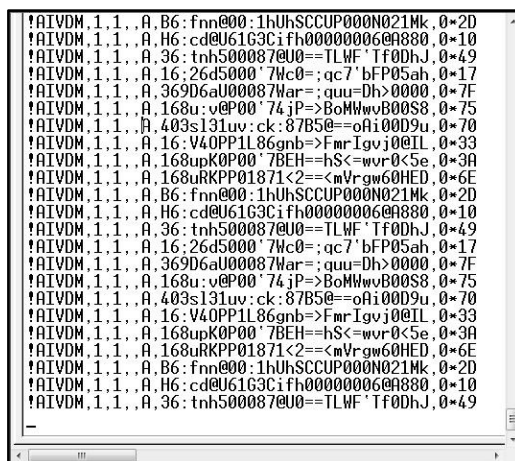 !AIVDM,1,1,,A,B6:fnn@00:1hUhSCCUP000N021Mk,0*2D
!AIVDM,1,1,,A,H6:cd@U61G3Cifh00000006@A880,0*10
!AIVDM,1,1,,A,36:tnh500087@U0==TLWF`Tf0DhJ,0*49
!AIVDM,1,1,,A,16:26d5000`7Wc0=;qc7`bFP05ah,0*17
!AIVDM,1,1,,A,369D6aU00087War=;quu=Dh>0000,0*7F
!AIVDM,1,1,,A,168u:v@P00`74jP=>BoMWwvB00S8,0*75
!AIVDM,1,1,,A,403sl31uv:ck:87B5@==oAi00D9u,0*70
!AIVDM,1,1,,A,16:V4OPP1L86gnb=>FmrIgvj0@IL,0*33
!AIVDM,1,1,,A,168upK0P00`7BEH==hS<=wvr0<5e,0*3A
!AIVDM,1,1,,A,168uRKPP01871<2==<mVrgw60HED,0*6E
!AIVDM,1,1,,A,B6:fnn@00:1hUhSCCUP000N021Mk,0*2D
!AIVDM,1,1,,A,H6:cd@U61G3Cifh00000006@A880,0*10
!AIVDM,1,1,,A,36:tnh500087@U0==TLWF`Tf0DhJ,0*49
!AIVDM,1,1,,A,16:26d5000`7Wc0=;qc7`bFP05ah,0*17
!AIVDM,1,1,,A,369D6aU00087War=;quu=Dh>0000,0*7F
!AIVDM,1,1,,A,168u:v@P00`74jP=>BoMWwvB00S8,0*75
!AIVDM,1,1,,A,403sl31uv:ck:87B5@==oAi00D9u,0*70
!AIVDM,1,1,,A,16:V4OPP1L86gnb=>FmrIgvj0@IL,0*33
!AIVDM,1,1,,A,168upK0P00`7BEH==hS<=wvr0<5e,0*3A
!AIVDM,1,1,,A,168uRKPP01871<2==<mVrgw60HED,0*6E
!AIVDM,1,1,,A,B6:fnn@00:1hUhSCCUP000N021Mk,0*2D
!AIVDM,1,1,,A,H6:cd@U61G3Cifh00000006@A880,0*10
!AIVDM,1,1,,A,36:tnh500087@U0==TLWF`Tf0DhJ,0*49